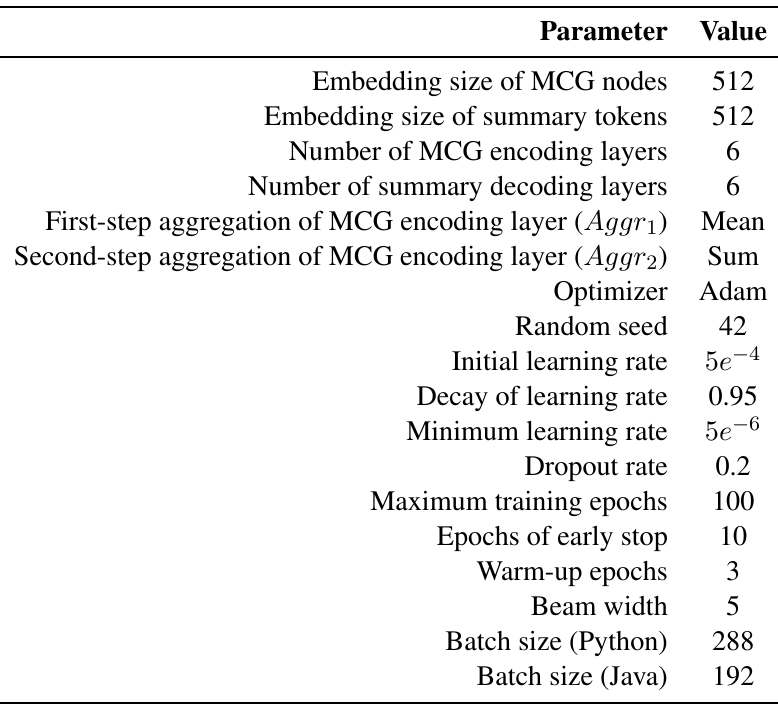 Parameter Value
Embedding size of MCG nodes 512
Embedding size of summary tokens 512
Number of MCG encoding layers 6
Number of summary decoding layers 6
First-step aggregation of MCG encoding layer (Aggr₁) Mean
Second-step aggregation of MCG encoding layer (Aggr₂) Sum
Optimizer Adam
Random seed 42
Initial learning rate 5e⁻⁴
Decay of learning rate 0.95
Minimum learning rate 5e⁻⁶
Dropout rate 0.2
Maximum training epochs 100
Epochs of early stop 10
Warm-up epochs 3
Beam width 5
Batch size (Python) 288
Batch size (Java) 192